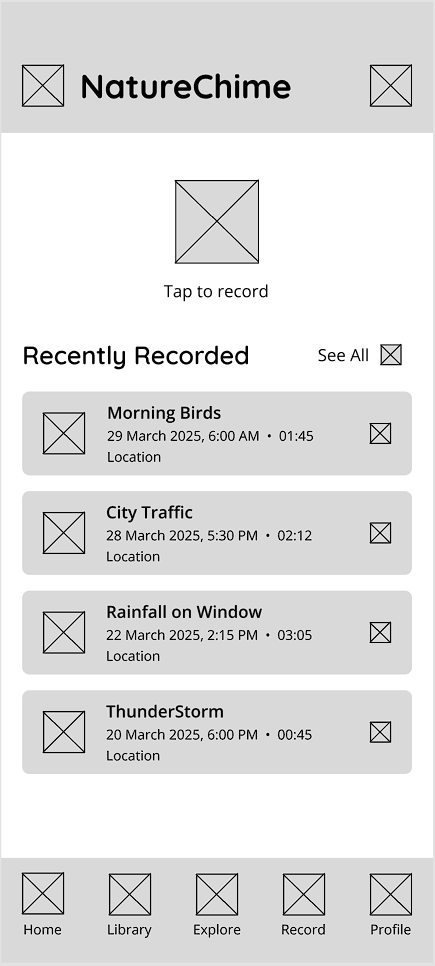 NatureChime
Tap to record
Recently Recorded
See All
Morning Birds
29 March 2025, 6:00 AM • 01:45
Location
City Traffic
28 March 2025, 5:30 PM • 02:12
Location
Rainfall on Window
22 March 2025, 2:15 PM • 03:05
Location
ThunderStorm
20 March 2025, 6:00 PM • 00:45
Location
Home
Library
Explore
Record
Profile